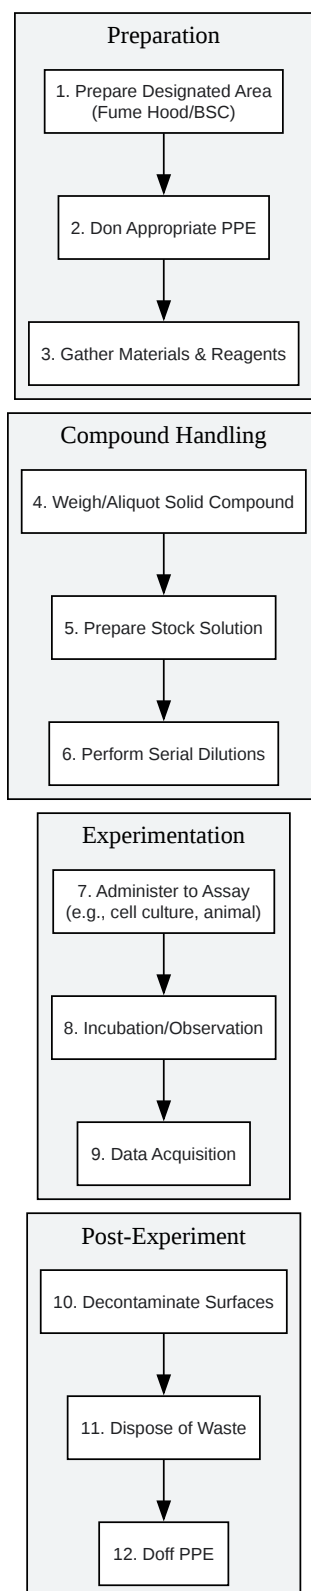 Preparation
1. Prepare Designated Area
(Fume Hood/BSC)
2. Don Appropriate PPE
3. Gather Materials & Reagents
Compound Handling
4. Weigh/Aliquot Solid Compound
5. Prepare Stock Solution
6. Perform Serial Dilutions
Experimentation
7. Administer to Assay
(e.g., cell culture, animal)
8. Incubation/Observation
9. Data Acquisition
Post-Experiment
10. Decontaminate Surfaces
11. Dispose of Waste
12. Doff PPE